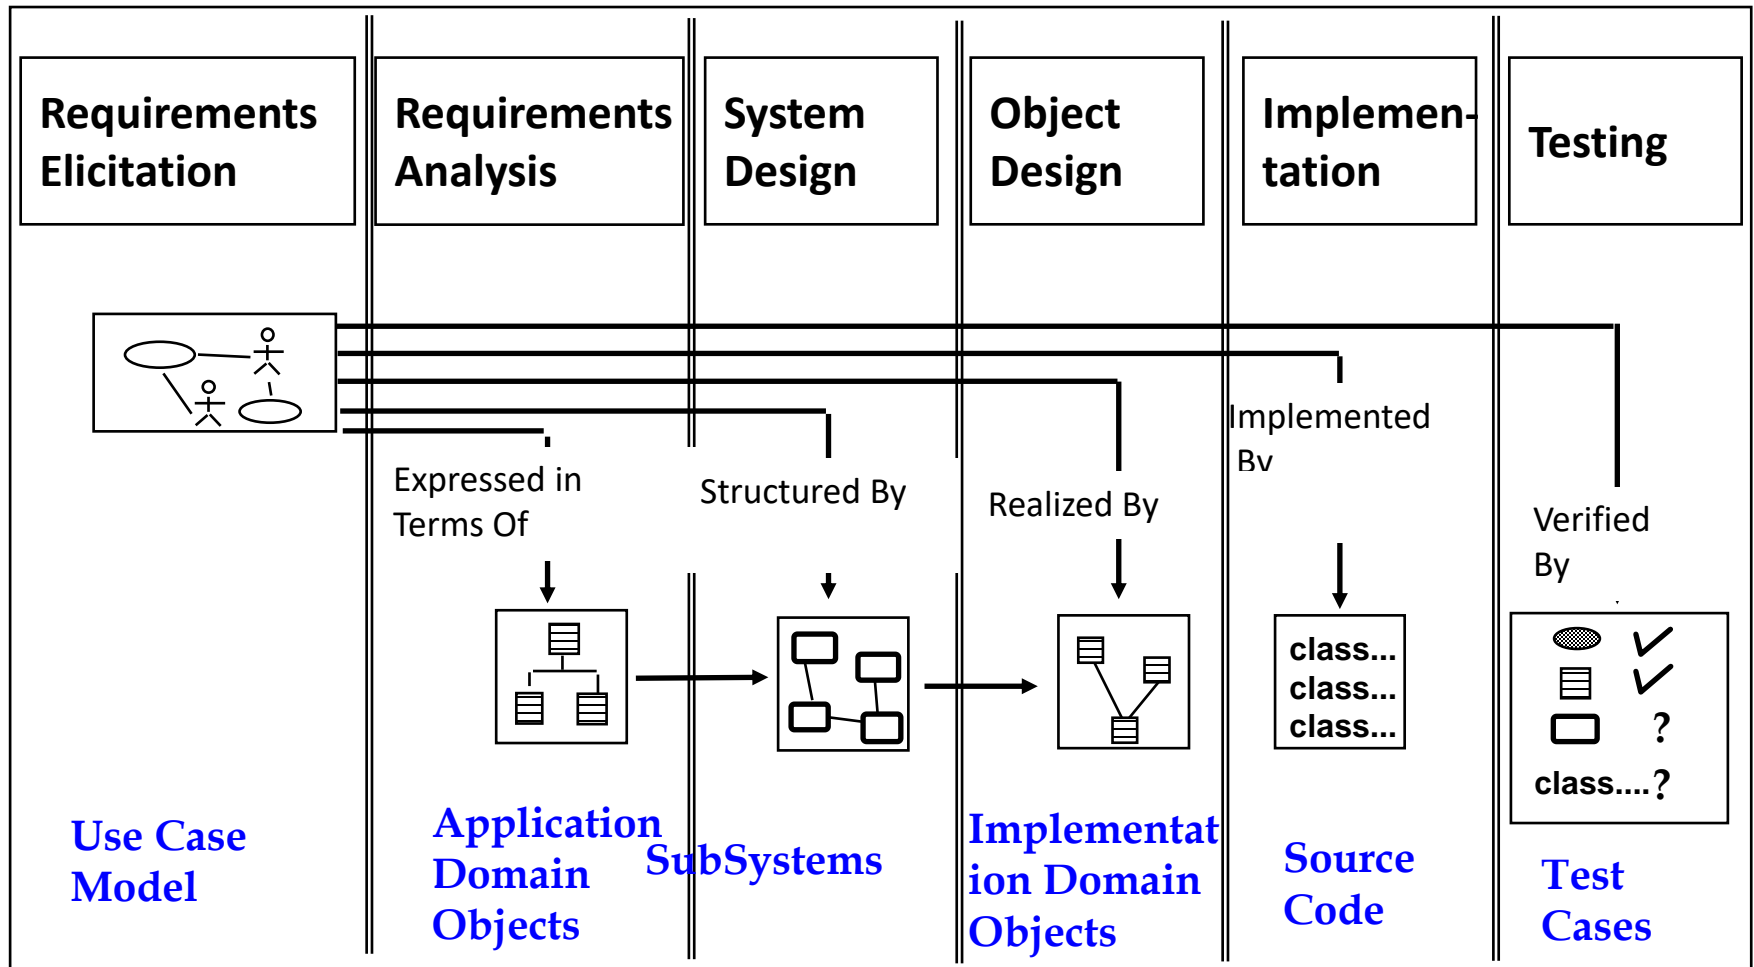 Requirements
Elicitation
Requirements
Analysis
System
Design
Object
Design
Implemen-
tation
Testing
Expressed in
Terms Of
Structured By
Realized By
Implemented
By
Verified
By
class...
class...
class...
?
class....?
Use Case
Model
Application
Domain
Objects
SubSystems
Implementat
ion Domain
Objects
Source
Code
Test
Cases